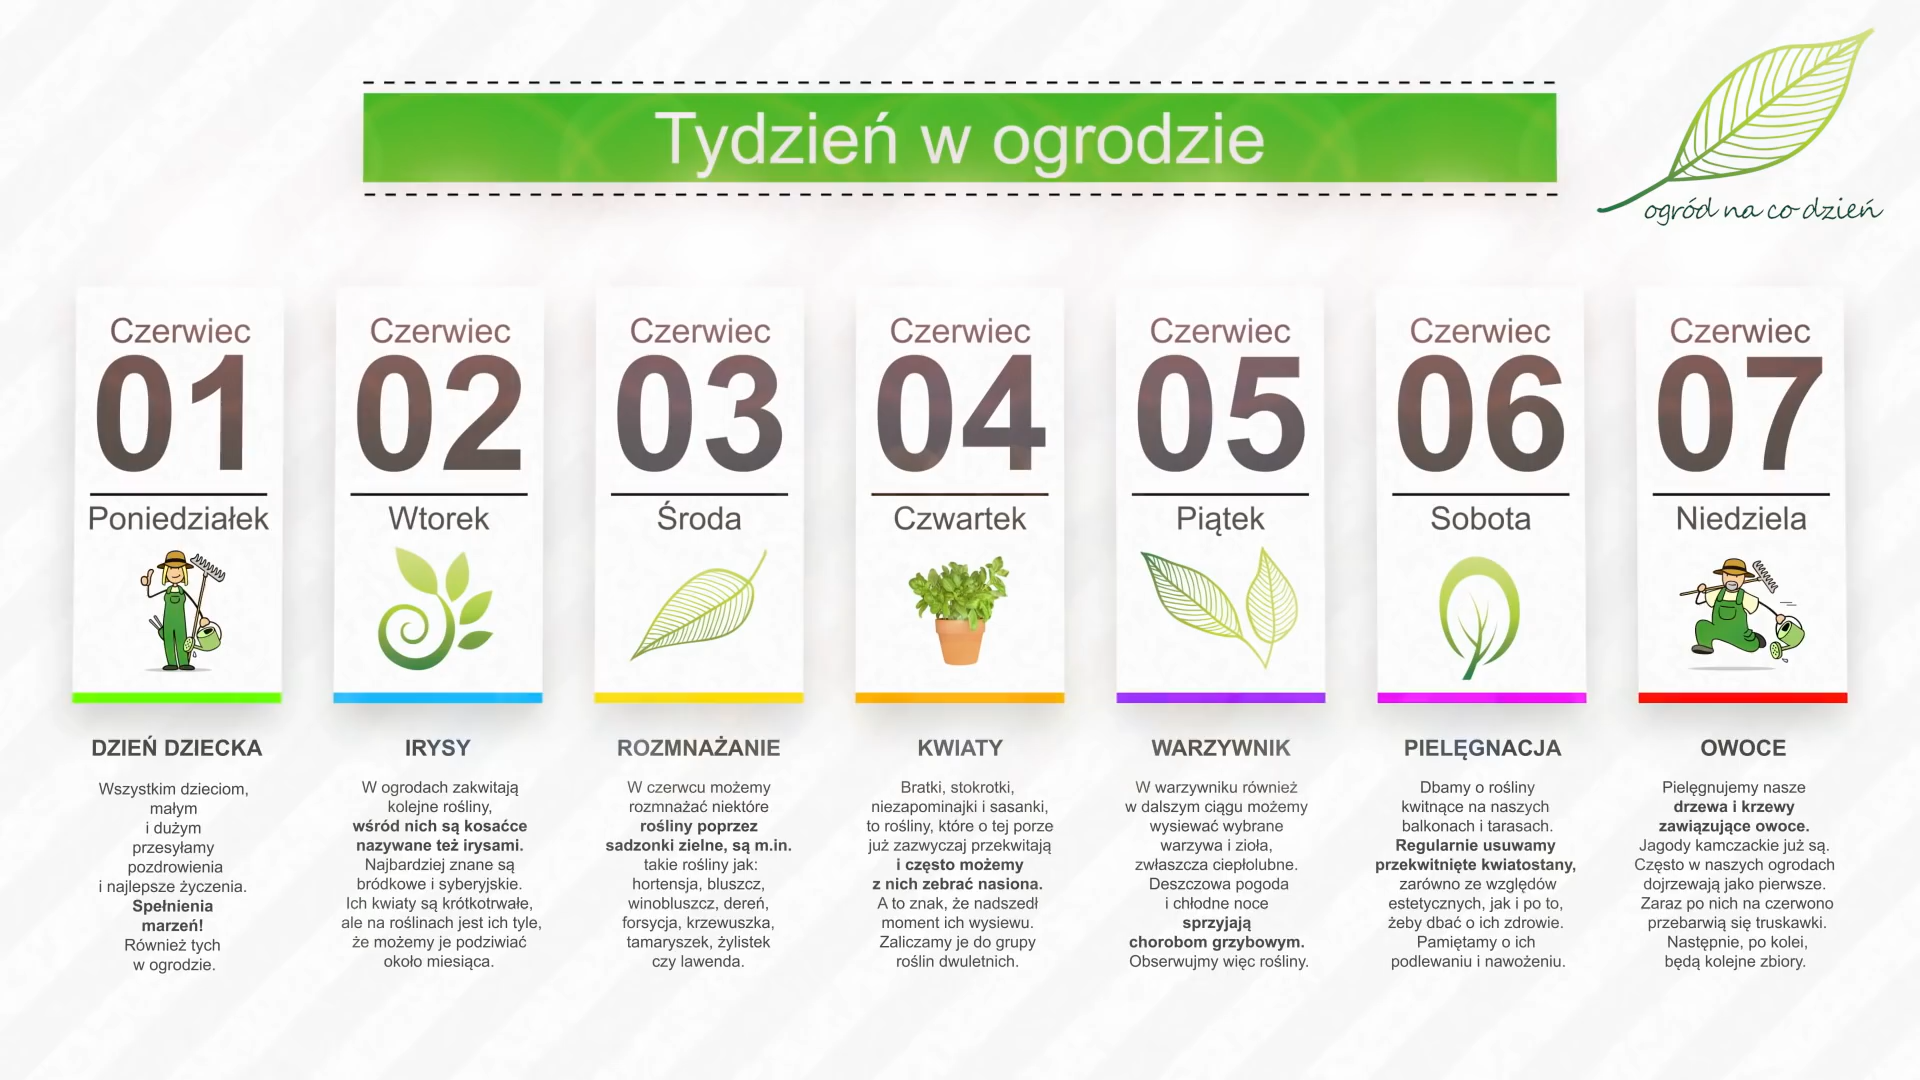 Tydzień w ogrodzie
ogród na co dzień
Czerwiec
01
Poniedziałek
DZIEŃ DZIECKA
Wszystkim dzieciom,
małym
i dużym
przesyłamy
pozdrowienia
i najlepsze życzenia.
Spełnienia
marzeń!
Również tych
w ogrodzie.
Czerwiec
02
Wtorek
IRYSY
W ogrodach zakwitają
kolejne rośliny,
wśród nich są kosaćce
nazywane też irysami.
Najbardziej znane są
bródkowe i syberyjskie.
Ich kwiaty są krótkotrwałe,
ale na roślinach jest ich tyle,
że możemy je podziwiać
około miesiąca.
Czerwiec
03
Środa
ROZMNAŻANIE
W czerwcu możemy
rozmnażać niektóre
rośliny poprzez
sadzonki zielne, są m.in.
takie rośliny jak:
hortensja, bluszcz,
winobluszcz, dereń,
forsycja, krzewuszka,
tamaryszek, żylistek
czy lawenda.
Czerwiec
04
Czwartek
KWIATY
Bratki, stokrotki,
niezapominajki i sasanki,
to rośliny, które o tej porze
już zazwyczaj przekwitają
i często możemy
z nich zebrać nasiona.
A to znak, że nadszedł
moment ich wysiewu.
Zaliczamy je do grupy
roślin dwuletnich.
Czerwiec
05
Piątek
WARZYWNIK
W warzywniku również
w dalszym ciągu możemy
wysiewać wybrane
warzywa i zioła,
zwłaszcza ciepłolubne.
Deszczowa pogoda
i chłodne noce
sprzyjają
chorobom grzybowym.
Obserwujmy więc rośliny.
Czerwiec
06
Sobota
PIELĘGNACJA
Dbamy o rośliny
kwitnące na naszych
balkonach i tarasach.
Regularnie usuwamy
przekwitnięte kwiatostany,
zarówno ze względów
estetycznych, jak i po to,
żeby dbać o ich zdrowie.
Pamiętamy o ich
podlewaniu i nawożeniu.
Czerwiec
07
Niedziela
OWOCE
Pielęgnujemy nasze
drzewa i krzewy
zawiązujące owoce.
Jagody kamczackie już są.
Często w naszych ogrodach
dojrzewają jako pierwsze.
Zaraz po nich na czerwono
przebarwią się truskawki.
Następnie, po kolei,
będą kolejne zbiory.